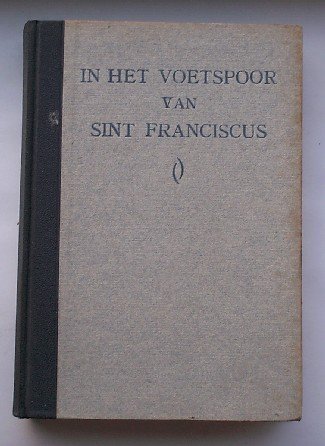 IN HET VOETSPOOR
VAN
SINT FRANCISCUS
()